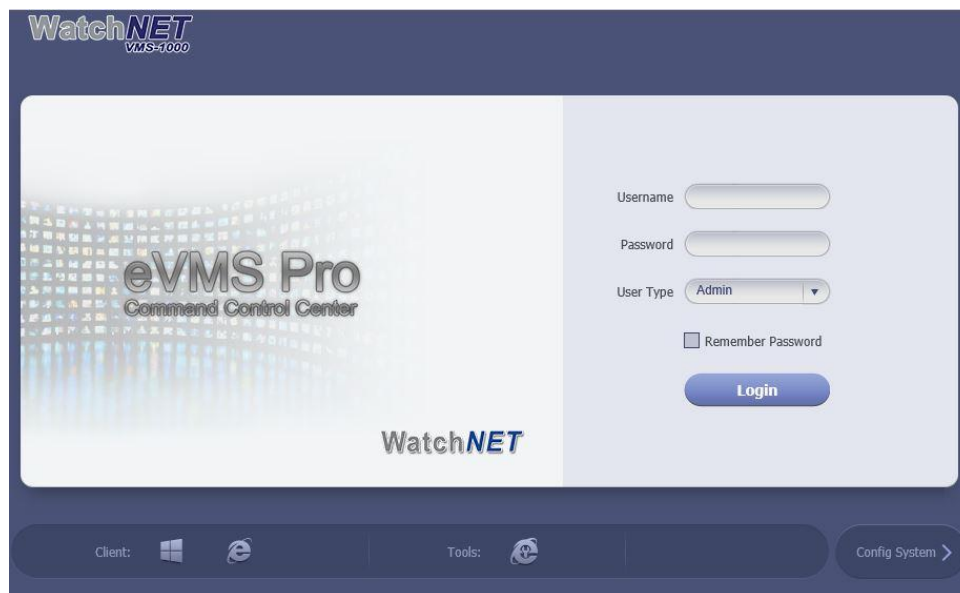 WatchNET
VMS-1000
eVMS Pro
Command Control Center
WatchNET
Username
Password
User Type
Admin
Remember Password
Login
Client:
Tools:
Config System